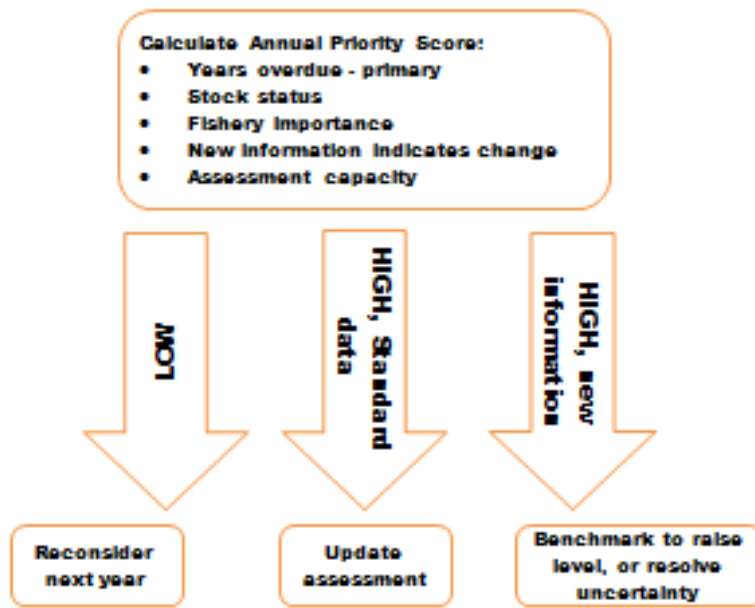 Calculate Annual Priority Score:
• Years overdue - primary
• Stock status
• Fishery Importance
• New Information Indicates change
• Assessment capacity
LOW
HIGH, Standard
data
HIGH, new
information
Reconsider
next year
Update
assessment
Benchmark to raise
level, or resolve
uncertainty